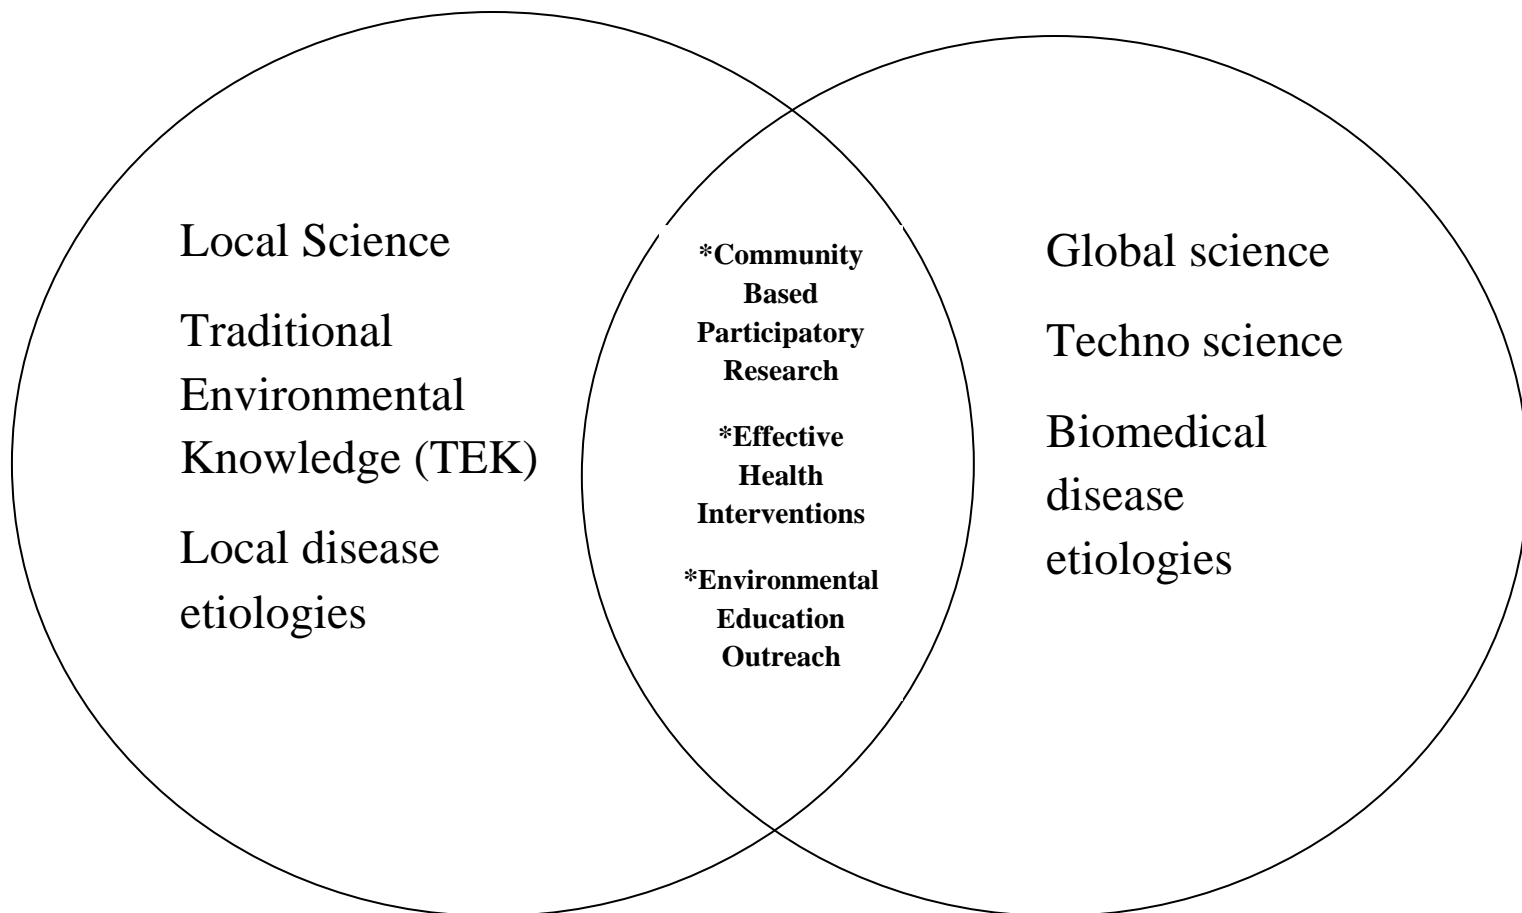 Local Science
Traditional
Environmental
Knowledge (TEK)
Local disease
etiologies
*Community
Based
Participatory
Research
*Effective
Health
Interventions
*Environmental
Education
Outreach
Global science
Techno science
Biomedical
disease
etiologies